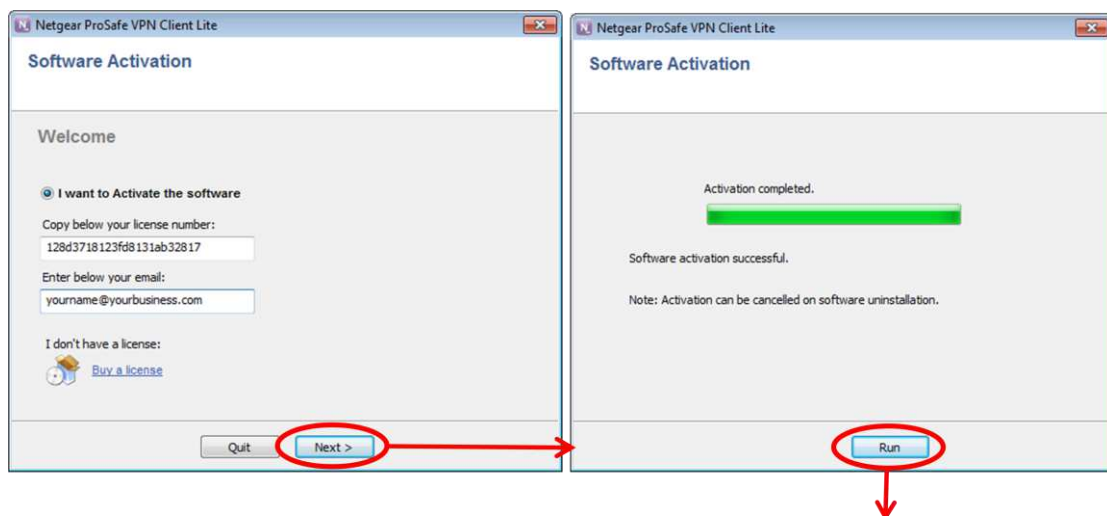 Netgear ProSafe VPN Client Lite
Software Activation
Welcome
I want to Activate the software
Copy below your license number:
128d3718123fd8131ab32817
Enter below your email:
yourname@yourbusiness.com
I don't have a license:
Buy a license
Quit
Next >
Netgear ProSafe VPN Client Lite
Software Activation
Activation completed.
Software activation successful.
Note: Activation can be cancelled on software uninstallation.
Run